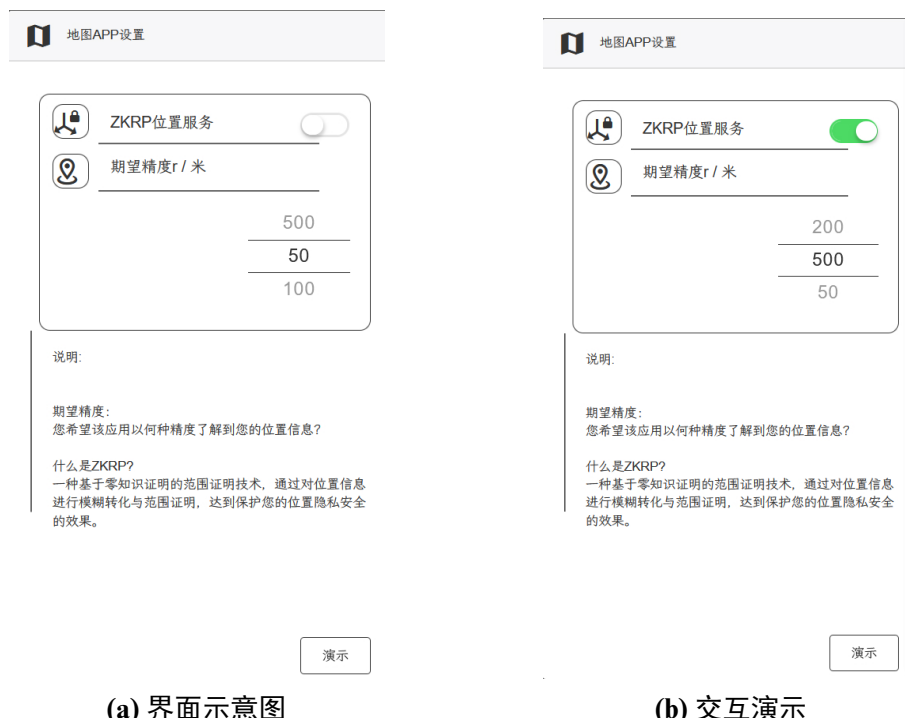 地图APP设置
ZKRP位置服务
期望精度r / 米
500
50
100
说明:
期望精度:
您希望该应用以何种精度了解到您的位置信息?
什么是ZKRP?
一种基于零知识证明的范围证明技术, 通过对位置信息
进行模糊转化与范围证明, 达到保护您的位置隐私安全
的效果。
演示
(a) 界面示意图
地图APP设置
ZKRP位置服务
期望精度r / 米
200
500
50
说明:
期望精度:
您希望该应用以何种精度了解到您的位置信息?
什么是ZKRP?
一种基于零知识证明的范围证明技术, 通过对位置信息
进行模糊转化与范围证明, 达到保护您的位置隐私安全
的效果。
演示
(b) 交互演示